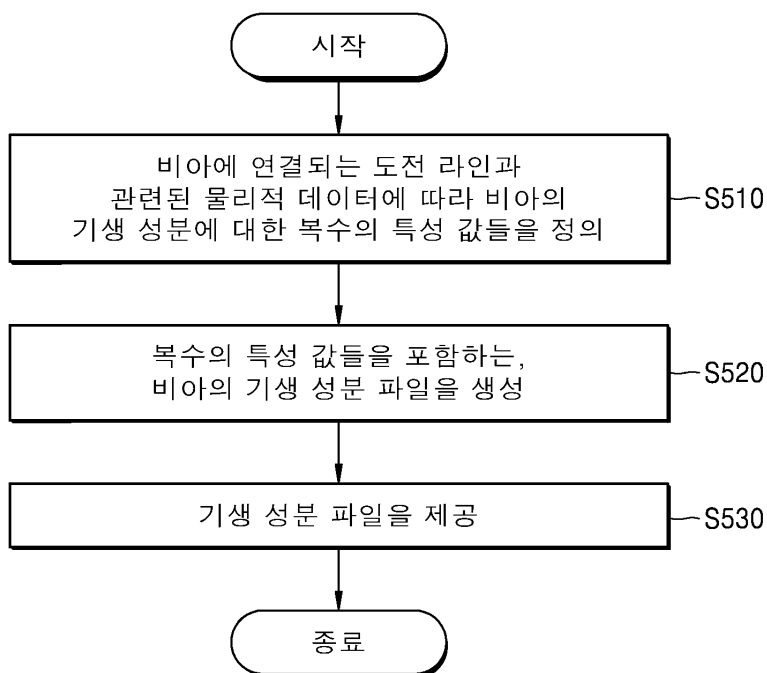 시작
비아에 연결되는 도전 라인과
관련된 물리적 데이터에 따라 비아의
기생 성분에 대한 복수의 특성 값들을 정의
S510
복수의 특성 값들을 포함하는,
비아의 기생 성분 파일을 생성
S520
기생 성분 파일을 제공
S530
종료